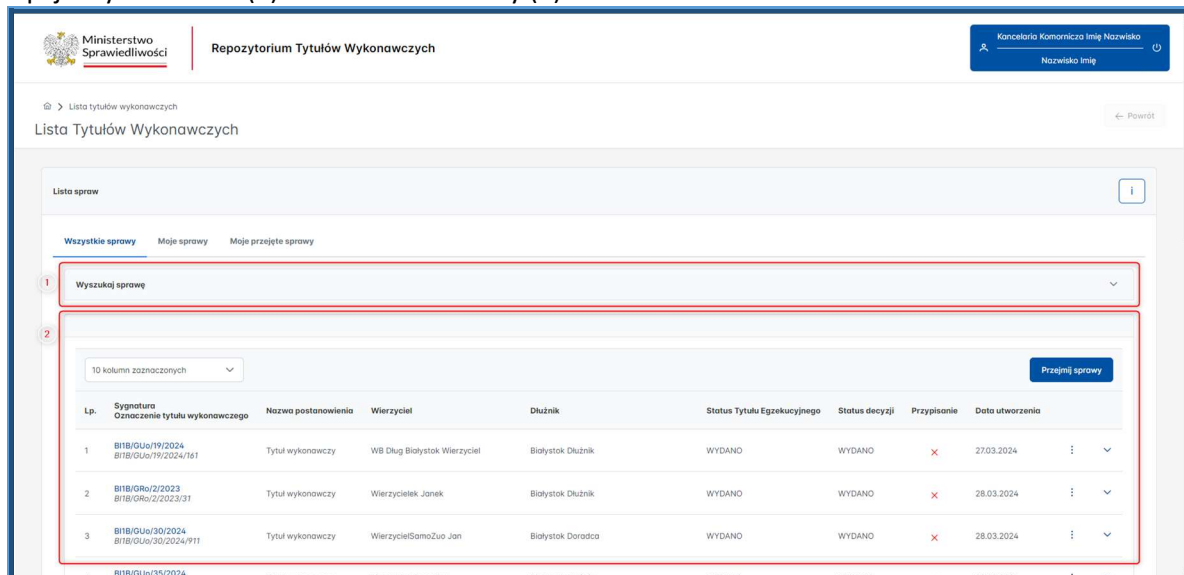 Ministerstwo
Sprawiedliwości
Repozytorium Tytułów Wykonawczych
Kancelaria Komornicza Imię Nazwisko
Nazwisko Imię
Lista tytułów wykonawczych
← Powrót
Lista Tytułów Wykonawczych
Lista spraw
i
Wszystkie sprawy Moje sprawy Moje przejęte sprawy
1 Wyszukaj sprawę
2
10 kolumn zaznaczonych Przejmij sprawy
Lp. Sygnatura Oznaczenie tytułu wykonawczego Nazwa postanowienia Wierzyciel Dłużnik Status Tytułu Egzekucyjnego Status decyzji Przypisanie Data utworzenia
1 BI1B/GUo/19/2024 Tytuł wykonawczy WB Dług Białystok Wierzyciel Białystok Dłużnik WYDANO WYDANO 27.03.2024
BI1B/GUo/19/2024/161
2 BI1B/GRo/2/2023 Tytuł wykonawczy Wierzycielek Janek Białystok Dłużnik WYDANO WYDANO 28.03.2024
BI1B/GRo/2/2023/31
3 BI1B/GUo/30/2024 Tytuł wykonawczy WierzycielSamoZuo Jan Białystok Doradca WYDANO WYDANO 28.03.2024
BI1B/GUo/30/2024/911